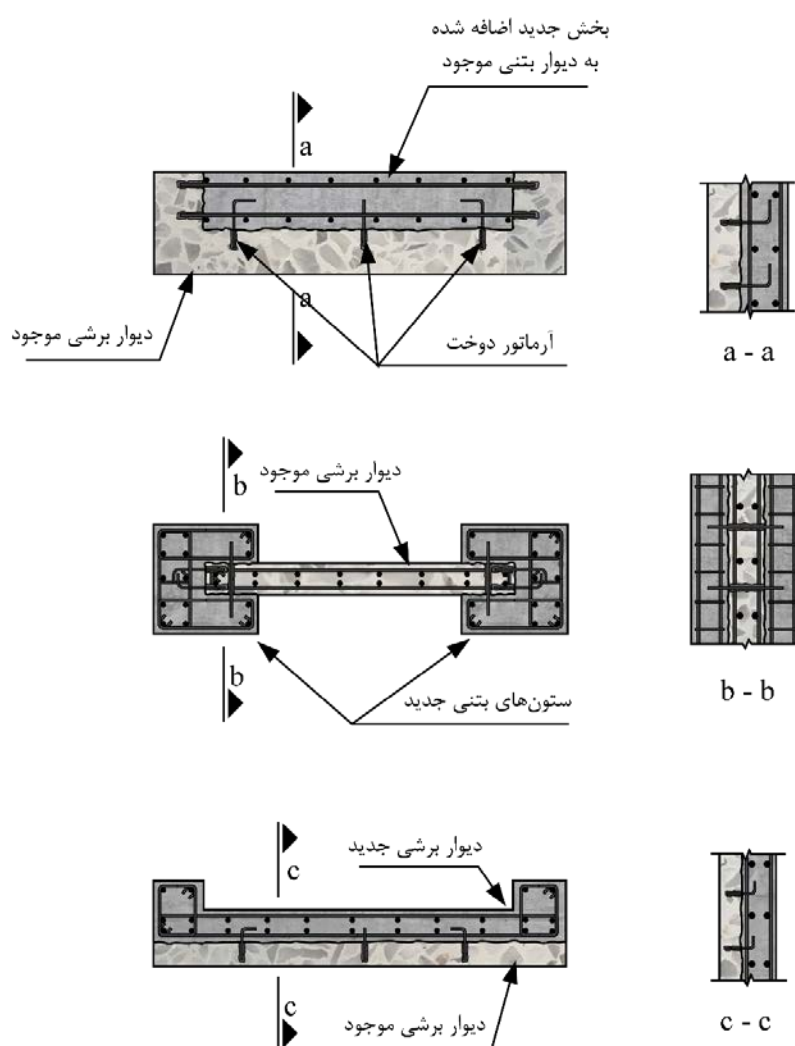 بخش جدید اضافه شده
به دیوار بتنی موجود
a
a
دیوار برشی موجود
آرماتور دوخت
a - a
b
دیوار برشی موجود
b
ستون‌های بتنی جدید
b - b
c
دیوار برشی جدید
c
دیوار برشی موجود
c - c